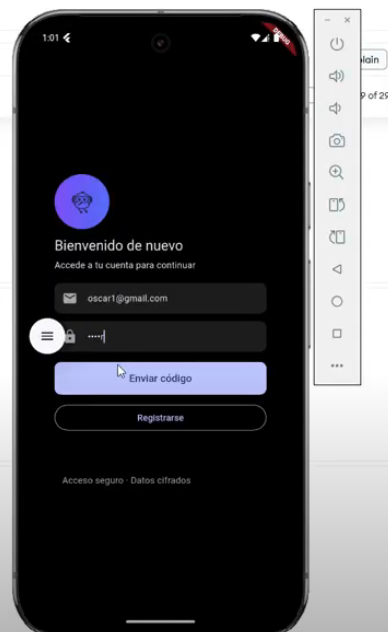 1:01
DEBUG
lain
9 of 29
Bienvenido de nuevo
Accede a tu cuenta para continuar
oscar1@gmail.com
····r
Enviar código
Registrarse
Acceso seguro · Datos cifrados